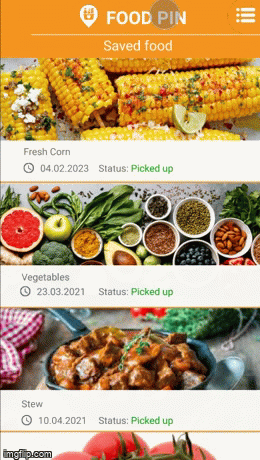 FOOD PIN
Saved food
Fresh Corn
04.02.2023 Status: Picked up
Vegetables
23.03.2021 Status: Picked up
Stew
10.04.2021 Status: Picked up
imgflip.com